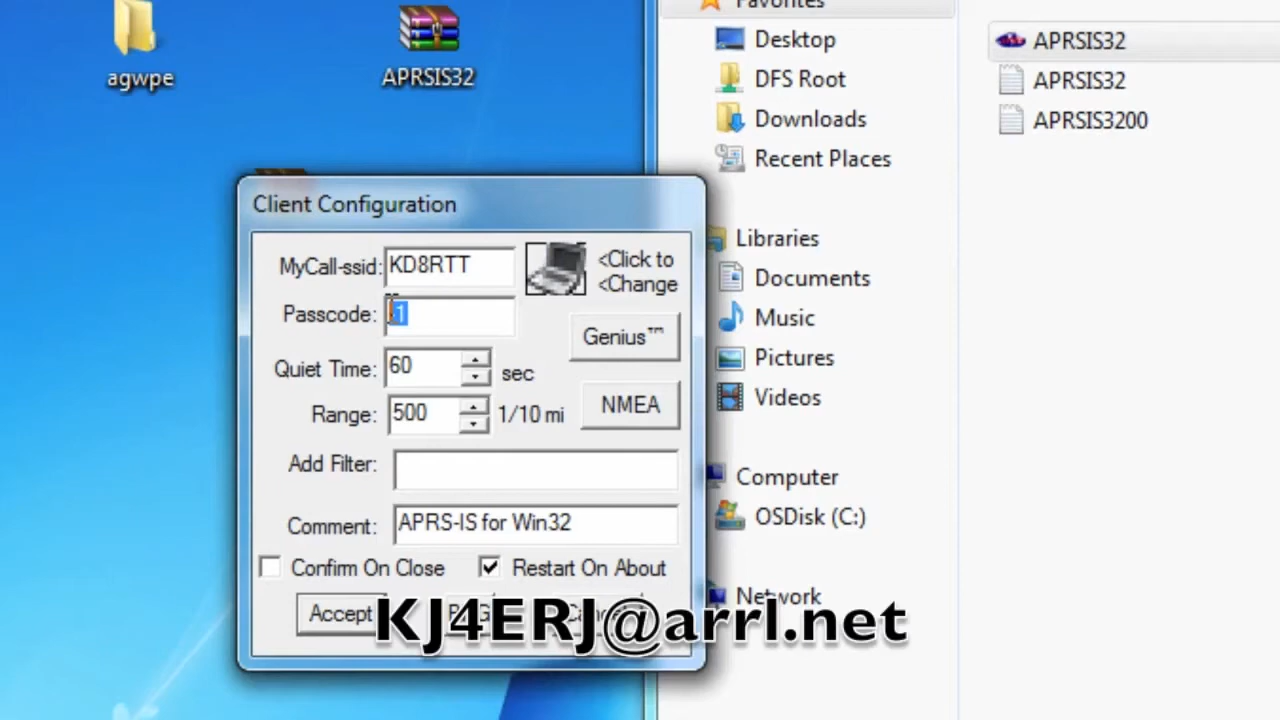 agwpe
APRSIS32
Favorites
Desktop
DFS Root
Downloads
Recent Places
Libraries
Documents
Music
Pictures
Videos
Computer
OSDisk (C:)
Network
APRSIS32
APRSIS32
APRSIS3200
Client Configuration
MyCall-ssid: KD8RTT
<Click to
<Change
Passcode: -1
Genius™
Quiet Time: 60 sec
NMEA
Range: 500 1/10 mi
Add Filter:
Comment: APRS-IS for Win32
Confirm On Close Restart On About
Accept
KJ4ERJ@arrl.net